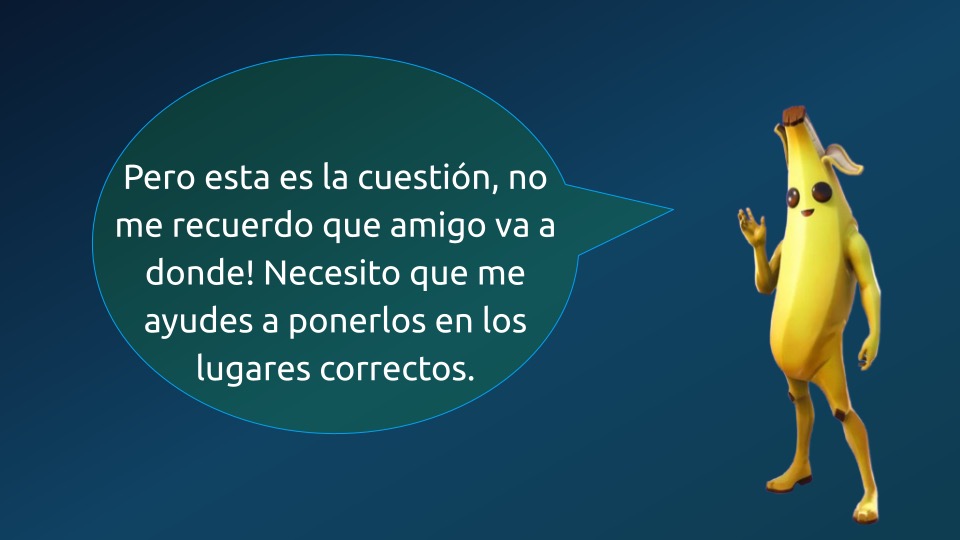 Pero esta es la cuestión, no
me recuerdo que amigo va a
donde! Necesito que me
ayudes a ponerlos en los
lugares correctos.